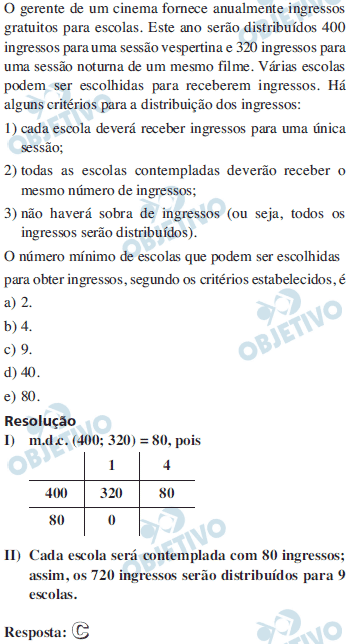 O gerente de um cinema fornece anualmente ingressos
gratuitos para escolas. Este ano serão distribuídos 400
ingressos para uma sessão vespertina e 320 ingressos para
uma sessão noturna de um mesmo filme. Várias escolas
podem ser escolhidas para receberem ingressos. Há
alguns critérios para a distribuição dos ingressos:
1) cada escola deverá receber ingressos para uma única
sessão;
2) todas as escolas contempladas deverão receber o
mesmo número de ingressos;
3) não haverá sobra de ingressos (ou seja, todos os
ingressos serão distribuídos).
O número mínimo de escolas que podem ser escolhidas
para obter ingressos, segundo os critérios estabelecidos, é
a) 2.
b) 4.
c) 9.
d) 40.
e) 80.
Resolução
I) m.d.c. (400; 320) = 80, pois
1 4
400 320 80
80 0
II) Cada escola será contemplada com 80 ingressos;
assim, os 720 ingressos serão distribuídos para 9
escolas.
Resposta: C
OBJETIVO
OBJETIVO
OBJETIVO
OBJETIVO
OBJETIVO
OBJETIVO